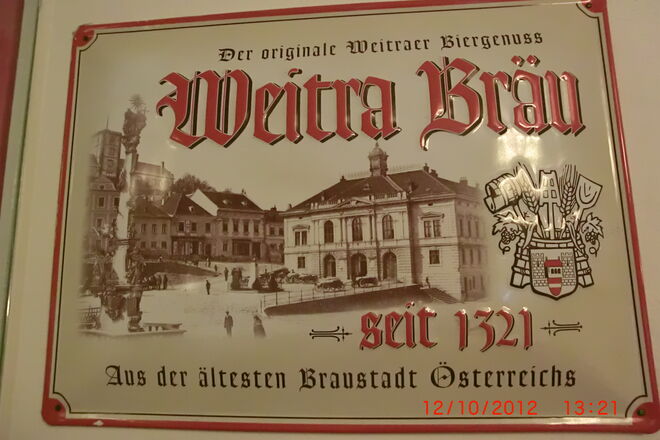 Der originale Weitraer Biergenuss
Weitra Bräu
seit 1321
Aus der ältesten Braustadt Österreichs
12/10/2012 13:21